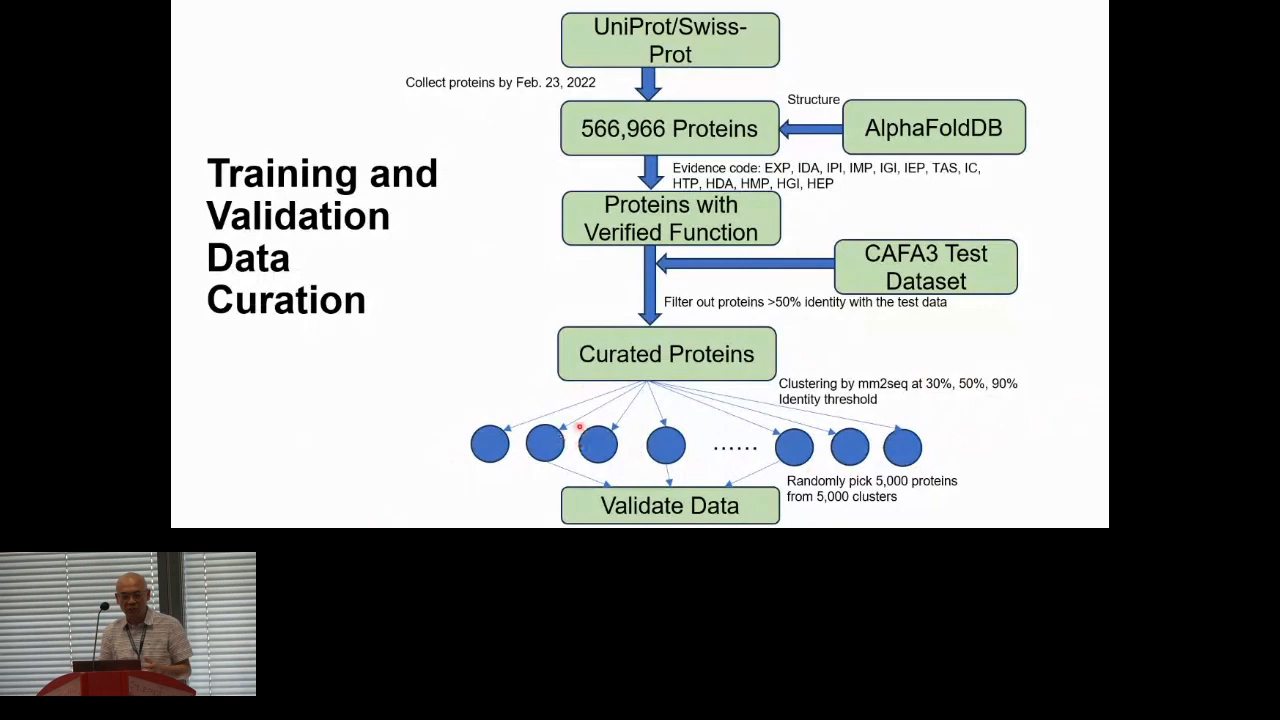 UniProt/Swiss-
Prot
Collect proteins by Feb. 23, 2022
Structure
566,966 Proteins
AlphaFoldDB
Evidence code: EXP, IDA, IPI, IMP, IGI, IEP, TAS, IC,
HTP, HDA, HMP, HGI, HEP
Training and
Validation
Data
Curation
Proteins with
Verified Function
CAFA3 Test
Dataset
Filter out proteins >50% identity with the test data
Curated Proteins
Clustering by mm2seq at 30%, 50%, 90%
Identity threshold
......
Randomly pick 5,000 proteins
from 5,000 clusters
Validate Data